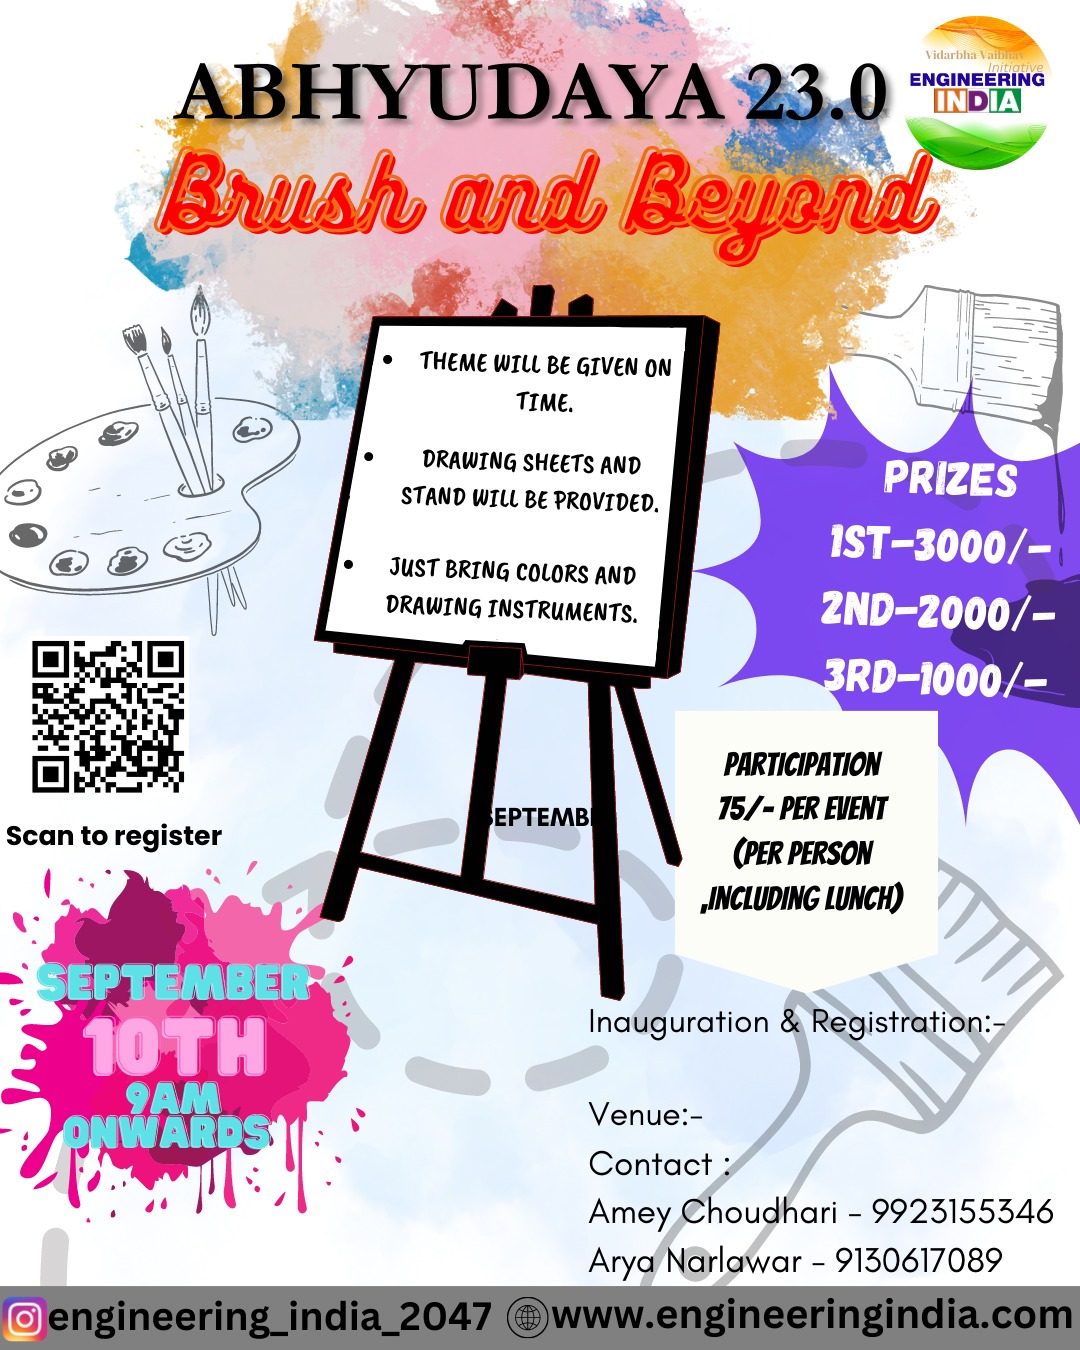 ABHYUDAYA 23.0
Vidarbha Vaibhav
Initiative
ENGINEERING
INDIA
Brush and Beyond
• THEME WILL BE GIVEN ON
TIME.
• DRAWING SHEETS AND
STAND WILL BE PROVIDED.
• JUST BRING COLORS AND
DRAWING INSTRUMENTS.
PRIZES
1ST-3000/-
2ND-2000/-
3RD-1000/-
Scan to register
PARTICIPATION
75/- PER EVENT
(PER PERSON
,INCLUDING LUNCH)
SEPTEMBER
10TH
9AM
ONWARDS
Inauguration & Registration:-
Venue:-
Contact :
Amey Choudhari - 9923155346
Arya Narlawar - 9130617089
engineering_india_2047 www.engineeringindia.com